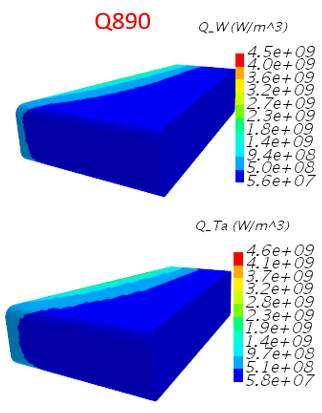 Q890
Q_W (W/m^3)
4.5e+09
4.0e+09
3.6e+09
3.2e+09
2.7e+09
2.3e+09
1.8e+09
1.4e+09
9.4e+08
5.0e+08
5.6e+07
Q_Ta (W/m^3)
4.6e+09
4.1e+09
3.7e+09
3.2e+09
2.8e+09
2.3e+09
1.9e+09
1.4e+09
9.7e+08
5.1e+08
5.8e+07